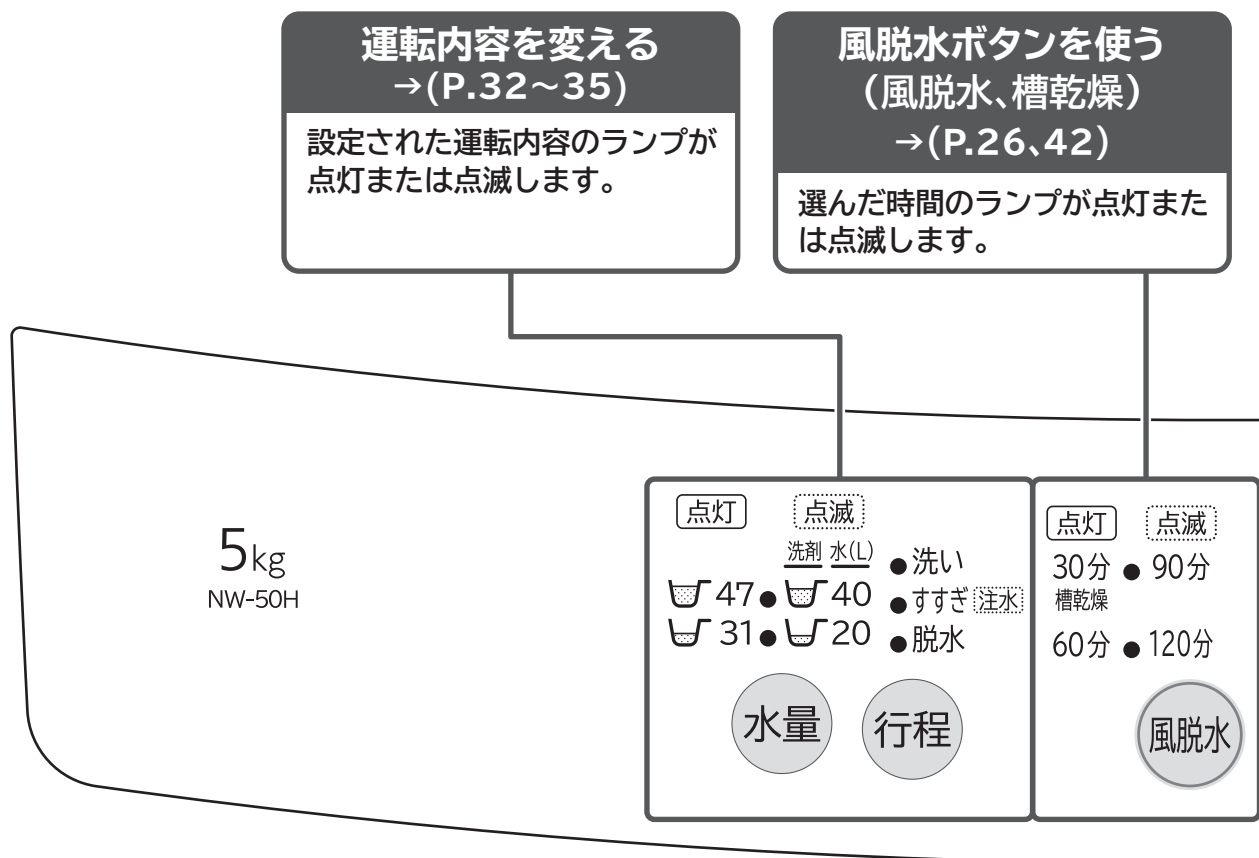 運転内容を変える
→(P.32～35)
設定された運転内容のランプが
点灯または点滅します。
風脱水ボタンを使う
（風脱水、槽乾燥）
→(P.26、42)
選んだ時間のランプが点灯また
は点滅します。
5kg
NW-50H
点灯 点滅
洗剤 水(L)
47 ● 40
31 ● 20
●洗い
●すすぎ 注水
●脱水
水量 行程
点灯 点滅
30分 ● 90分
槽乾燥
60分 ● 120分
風脱水